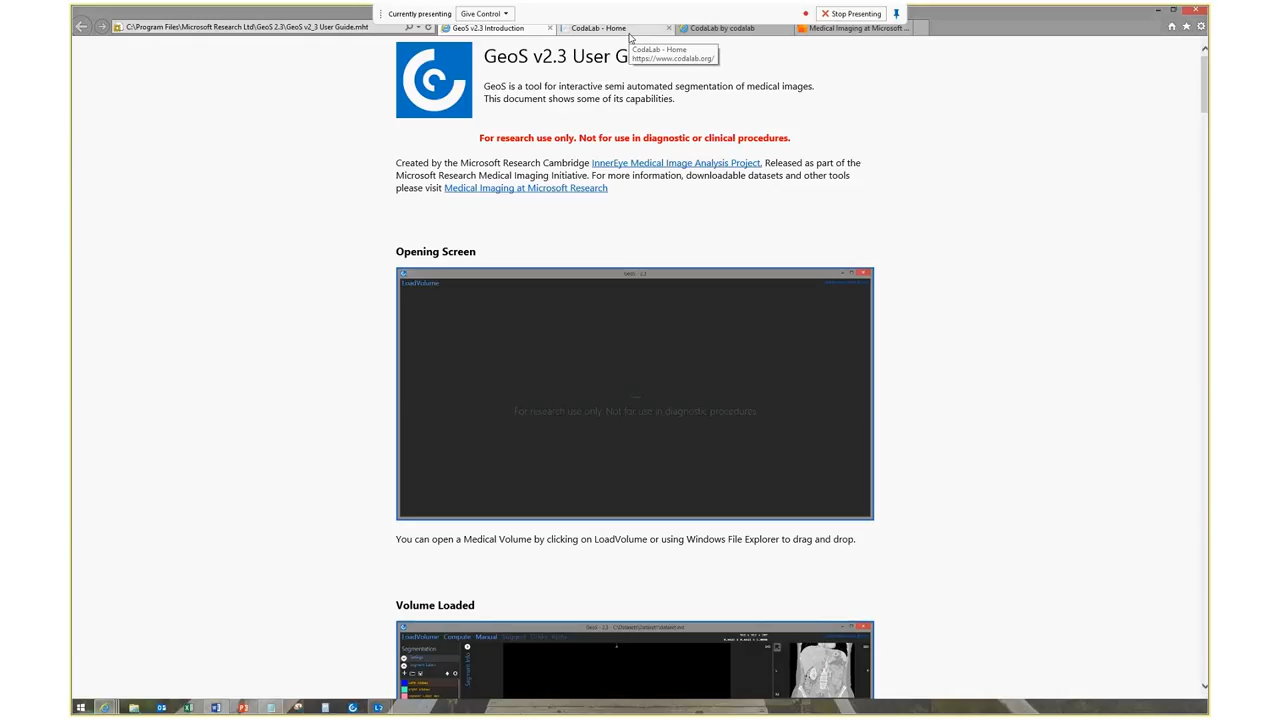 Currently presenting
Give Control
Stop Presenting
C:\Program Files\Microsoft Research Ltd\GeoS 2.3\GeoS v2_3 User Guide.mht
GeoS v2.3 Introduction
CodaLab - Home
CodaLab by codalab
Medical Imaging at Microsoft ...
CodaLab - Home
https://www.codalab.org/
GeoS v2.3 User G
GeoS is a tool for interactive semi automated segmentation of medical images.
This document shows some of its capabilities.
For research use only. Not for use in diagnostic or clinical procedures.
Created by the Microsoft Research Cambridge InnerEye Medical Image Analysis Project. Released as part of the
Microsoft Research Medical Imaging Initiative. For more information, downloadable datasets and other tools
please visit Medical Imaging at Microsoft Research
Opening Screen
GeoS - 2.3
LoadVolume
For research use only. Not for use in diagnostic procedures
You can open a Medical Volume by clicking on LoadVolume or using Windows File Explorer to drag and drop.
Volume Loaded
LoadVolume Compute Manual
Segmentation
Segment Info